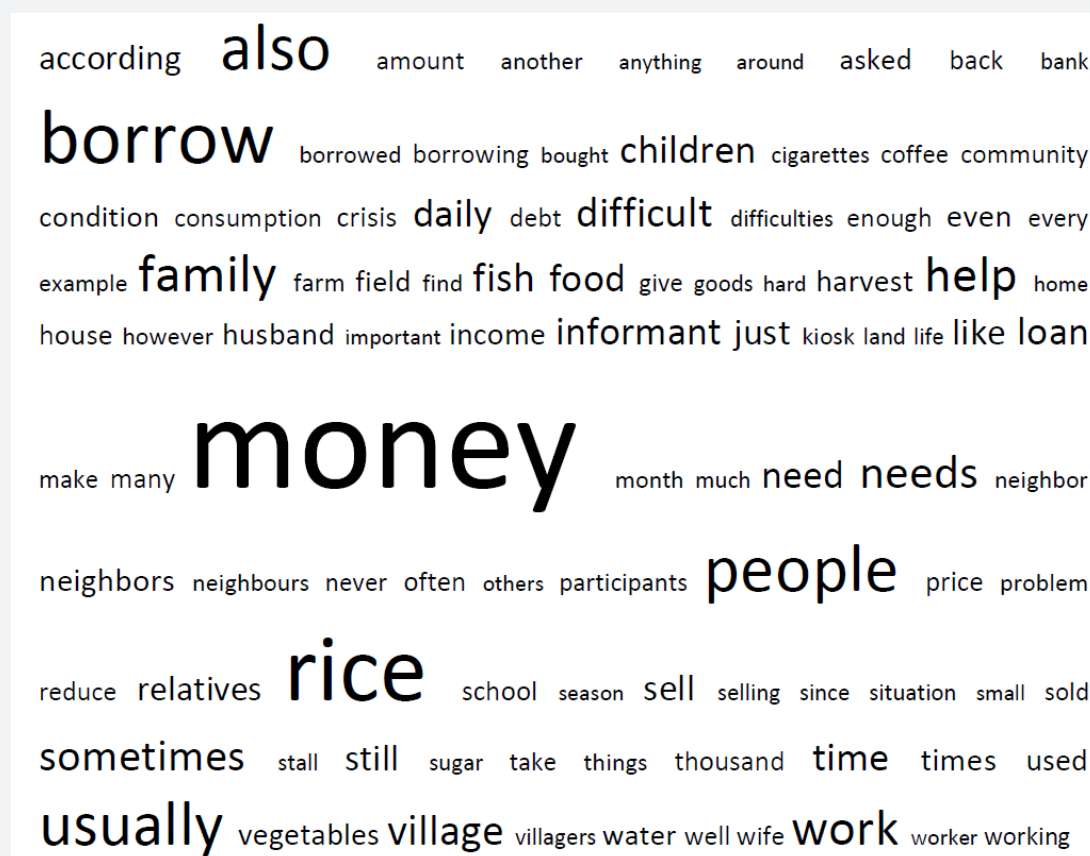 according also amount another anything around asked back bank
borrow borrowed borrowing bought children cigarettes coffee community
condition consumption crisis daily debt difficult difficulties enough even every
example family farm field find fish food give goods hard harvest help home
house however husband important income informant just kiosk land life like loan
make many money month much need needs neighbor
neighbors neighbours never often others participants people price problem
reduce relatives rice school season sell selling since situation small sold
sometimes stall still sugar take things thousand time times used
usually vegetables village villagers water well wife work worker working